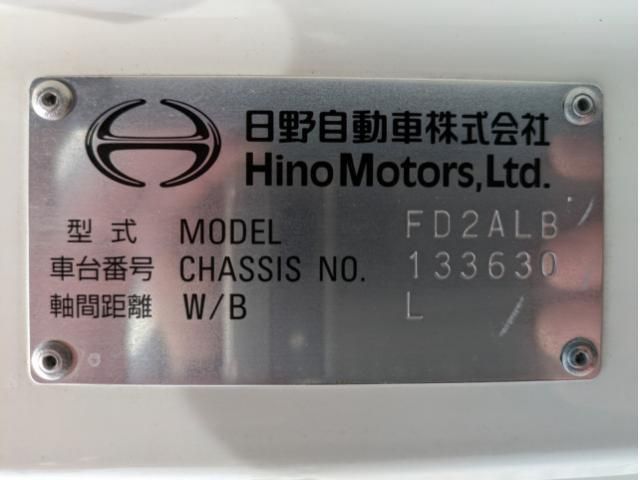 日野自動車株式会社
Hino Motors, Ltd.
型式 MODEL FD2ALB
車台番号 CHASSIS NO. 133630
軸間距離 W/B L